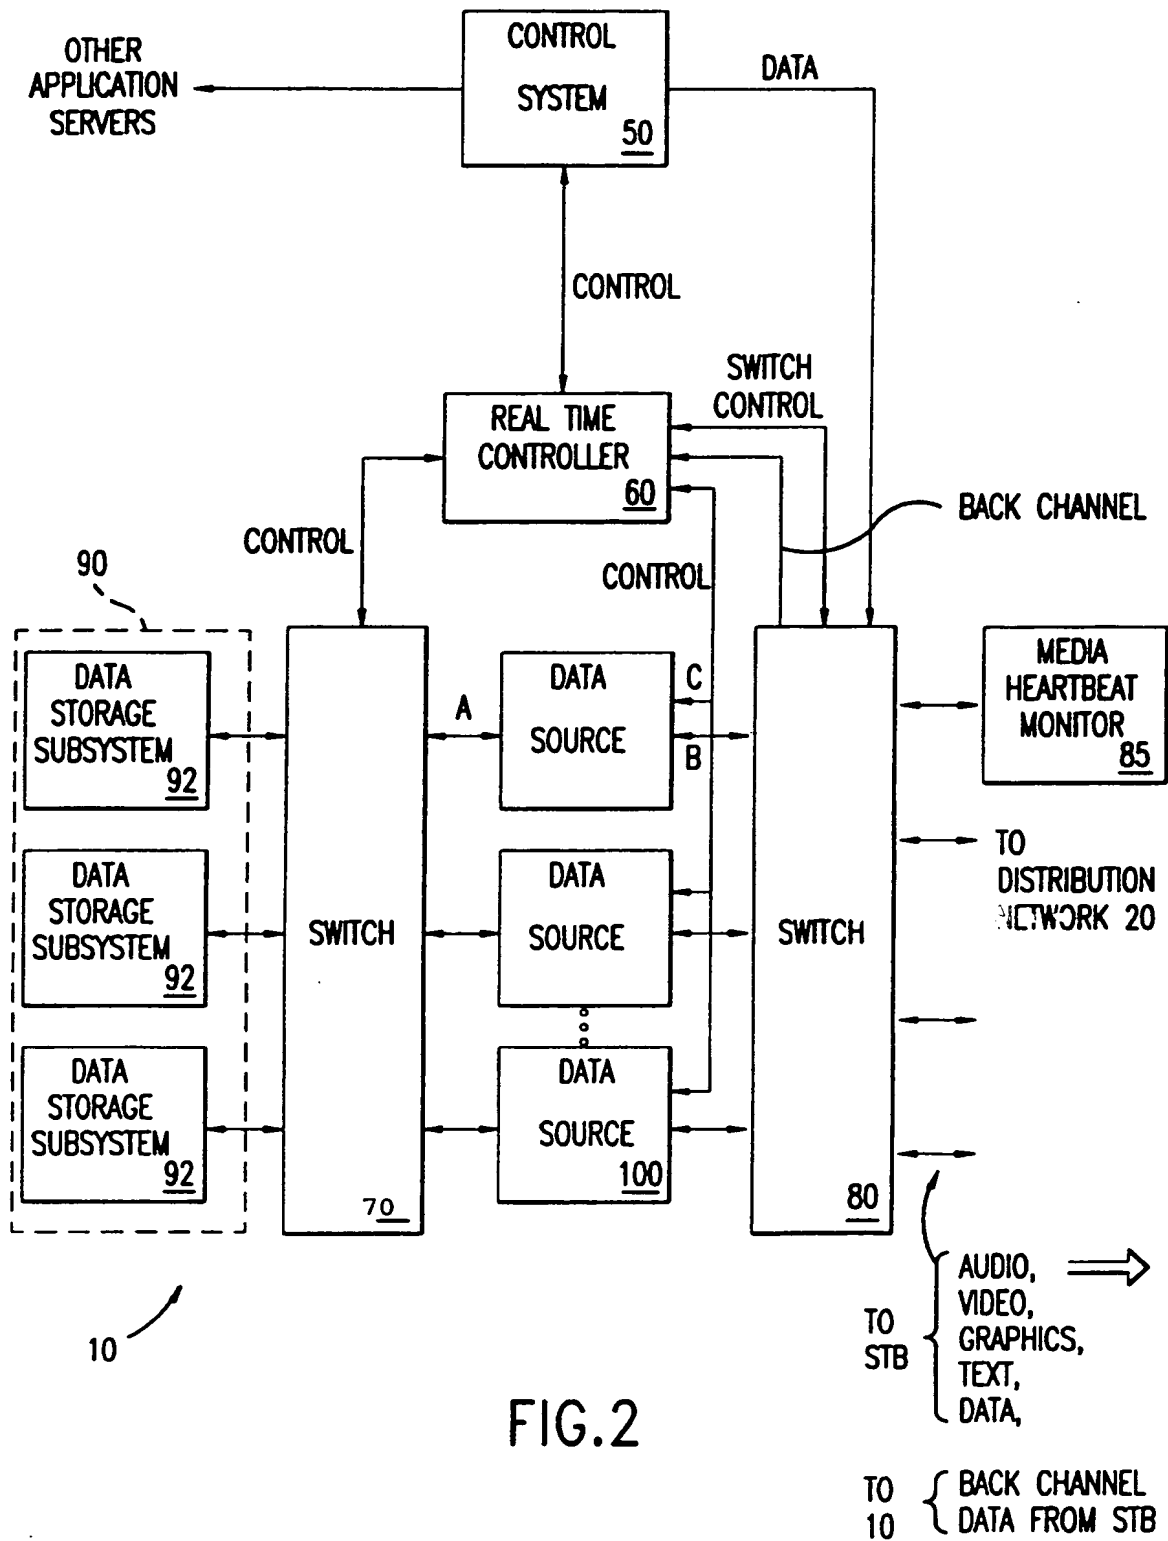 CONTROL
SYSTEM
50
OTHER
APPLICATION
SERVERS
DATA
CONTROL
SWITCH
CONTROL
REAL TIME
CONTROLLER
60
BACK CHANNEL
CONTROL
CONTROL
90
DATA
STORAGE
SUBSYSTEM
92
DATA
STORAGE
SUBSYSTEM
92
DATA
STORAGE
SUBSYSTEM
92
SWITCH
70
A
DATA
SOURCE
C
B
DATA
SOURCE
DATA
SOURCE
100
SWITCH
80
MEDIA
HEARTBEAT
MONITOR
85
TO
DISTRIBUTION
NETWORK 20
10
TO
STB
AUDIO,
VIDEO,
GRAPHICS,
TEXT,
DATA,
FIG.2
TO
10
BACK CHANNEL
DATA FROM STB